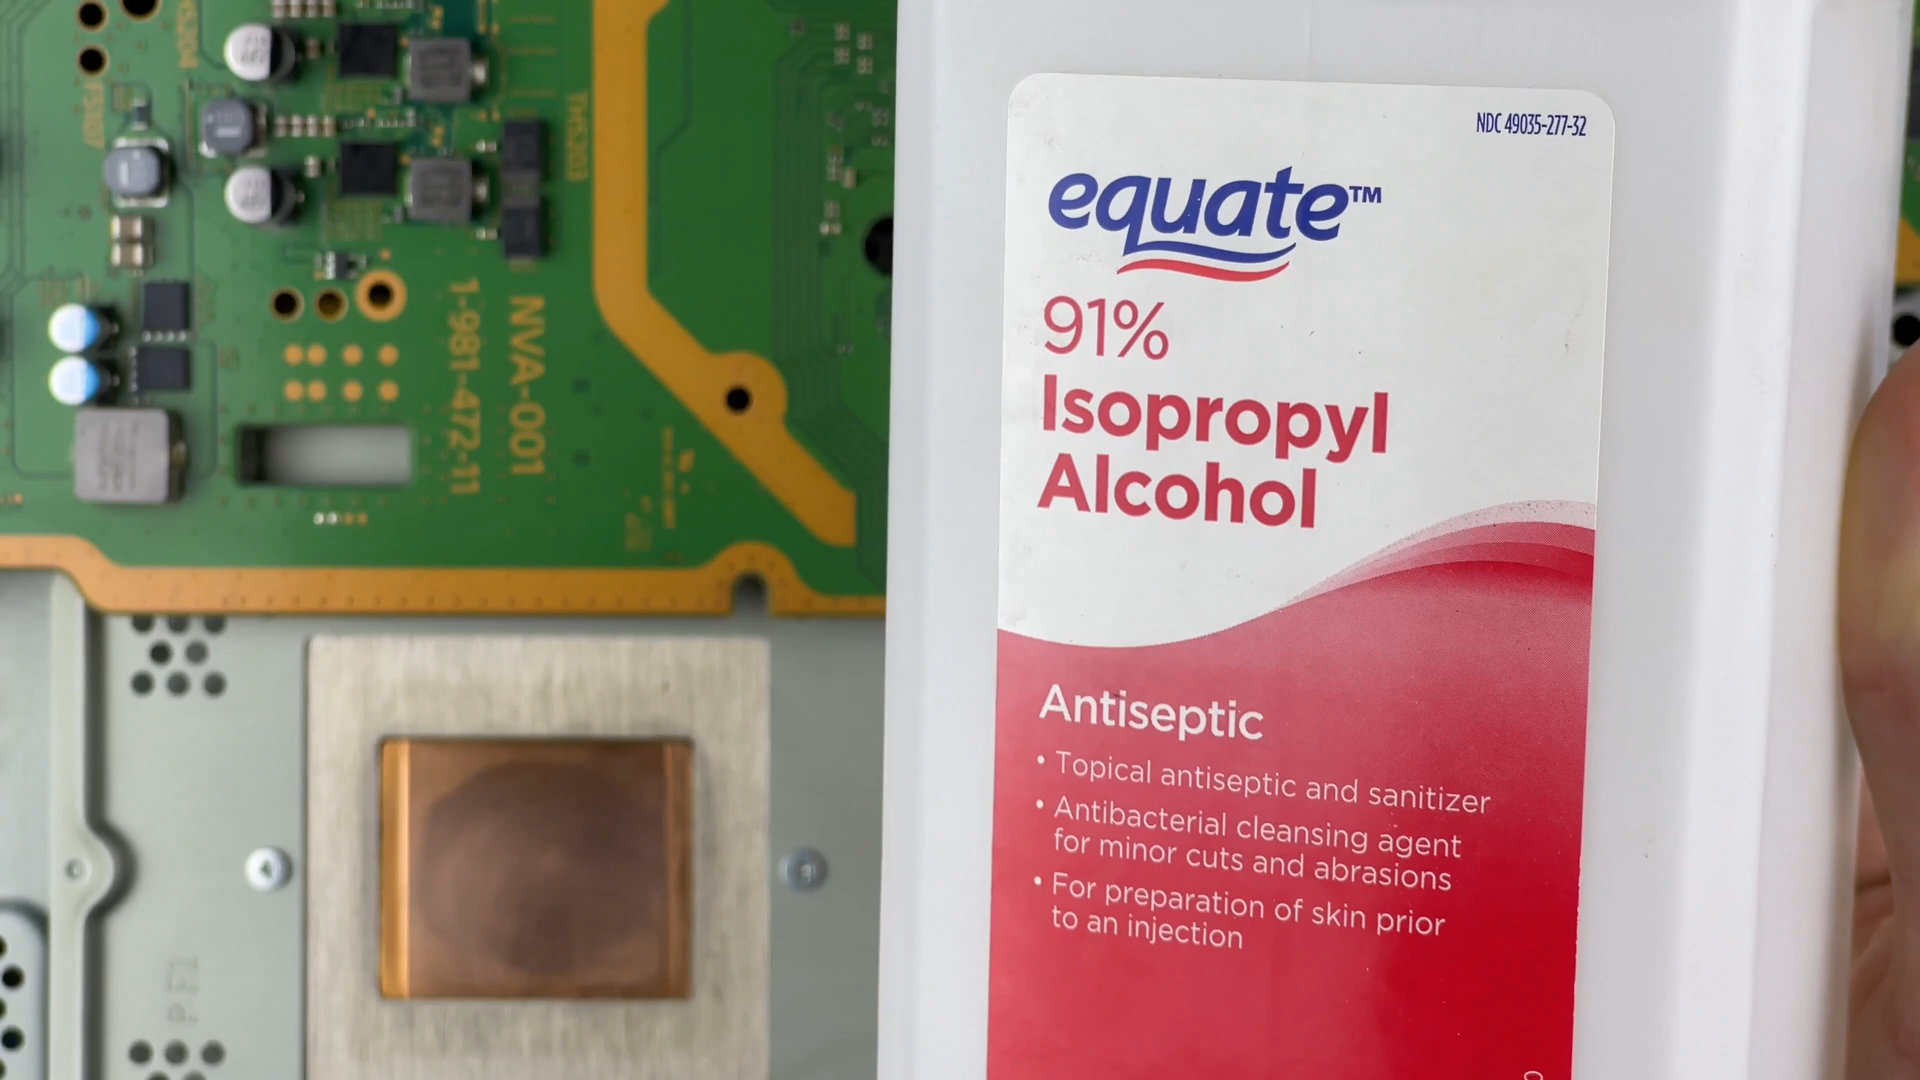 NDC 49035-277-32
equate™
91%
Isopropyl
Alcohol
Antiseptic
• Topical antiseptic and sanitizer
• Antibacterial cleansing agent
for minor cuts and abrasions
• For preparation of skin prior
to an injection
NVA-001
1-981-472-11